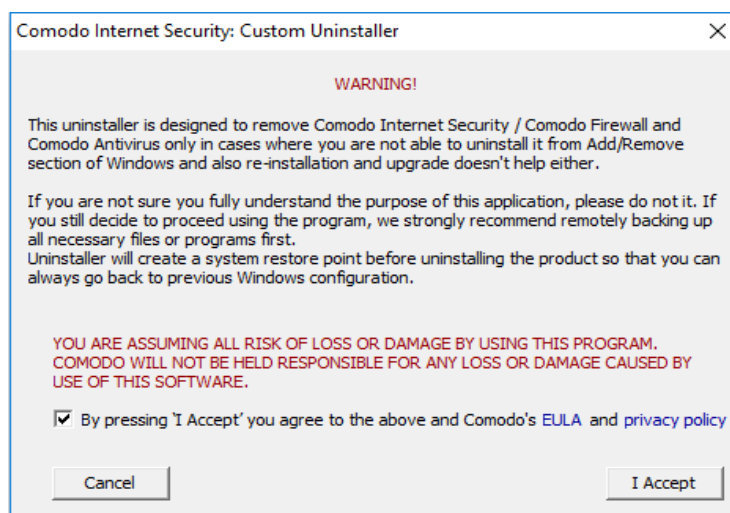 Comodo Internet Security: Custom Uninstaller
WARNING!
This uninstaller is designed to remove Comodo Internet Security / Comodo Firewall and
Comodo Antivirus only in cases where you are not able to uninstall it from Add/Remove
section of Windows and also re-installation and upgrade doesn't help either.
If you are not sure you fully understand the purpose of this application, please do not it. If
you still decide to proceed using the program, we strongly recommend remotely backing up
all necessary files or programs first.
Uninstaller will create a system restore point before uninstalling the product so that you can
always go back to previous Windows configuration.
YOU ARE ASSUMING ALL RISK OF LOSS OR DAMAGE BY USING THIS PROGRAM.
COMODO WILL NOT BE HELD RESPONSIBLE FOR ANY LOSS OR DAMAGE CAUSED BY
USE OF THIS SOFTWARE.
By pressing 'I Accept' you agree to the above and Comodo's EULA and privacy policy
Cancel
I Accept